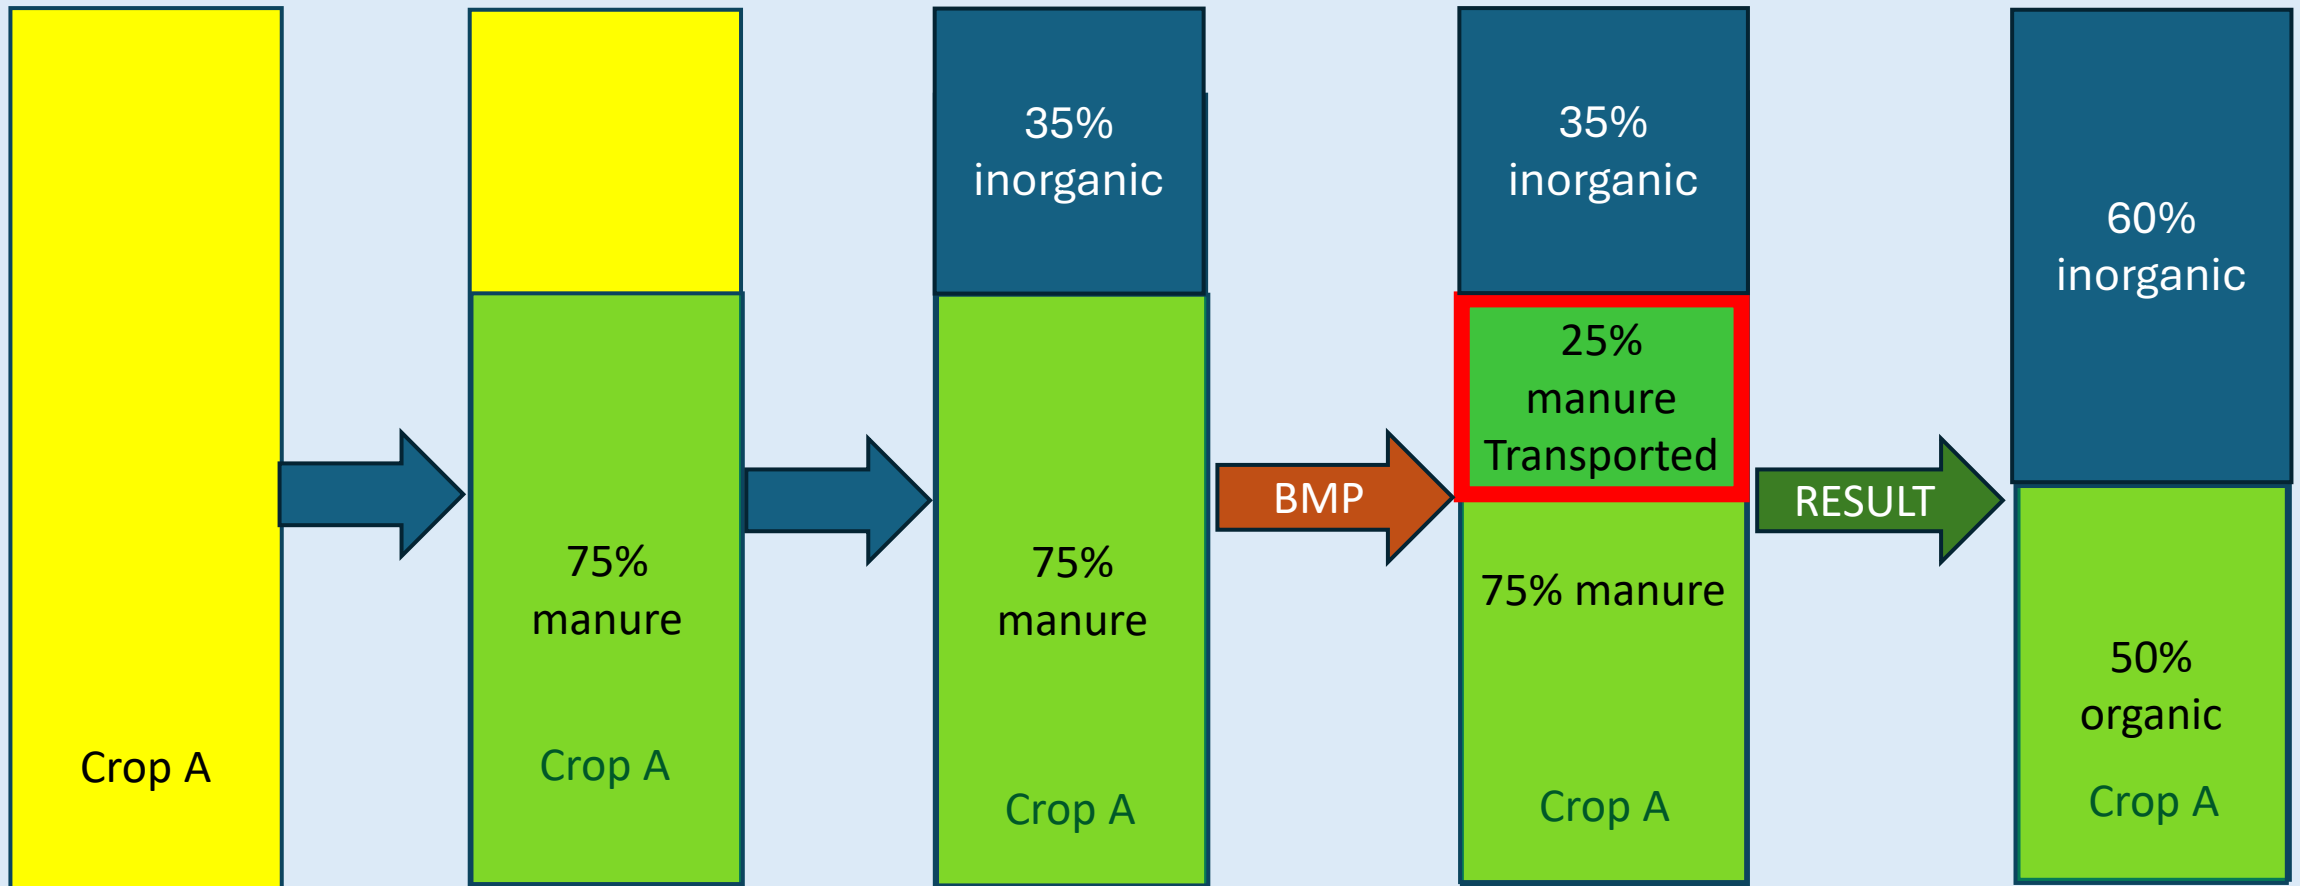 Crop A
75%
manure
Crop A
35%
inorganic
75%
manure
Crop A
BMP
35%
inorganic
25%
manure
Transported
75% manure
Crop A
RESULT
60%
inorganic
50%
organic
Crop A